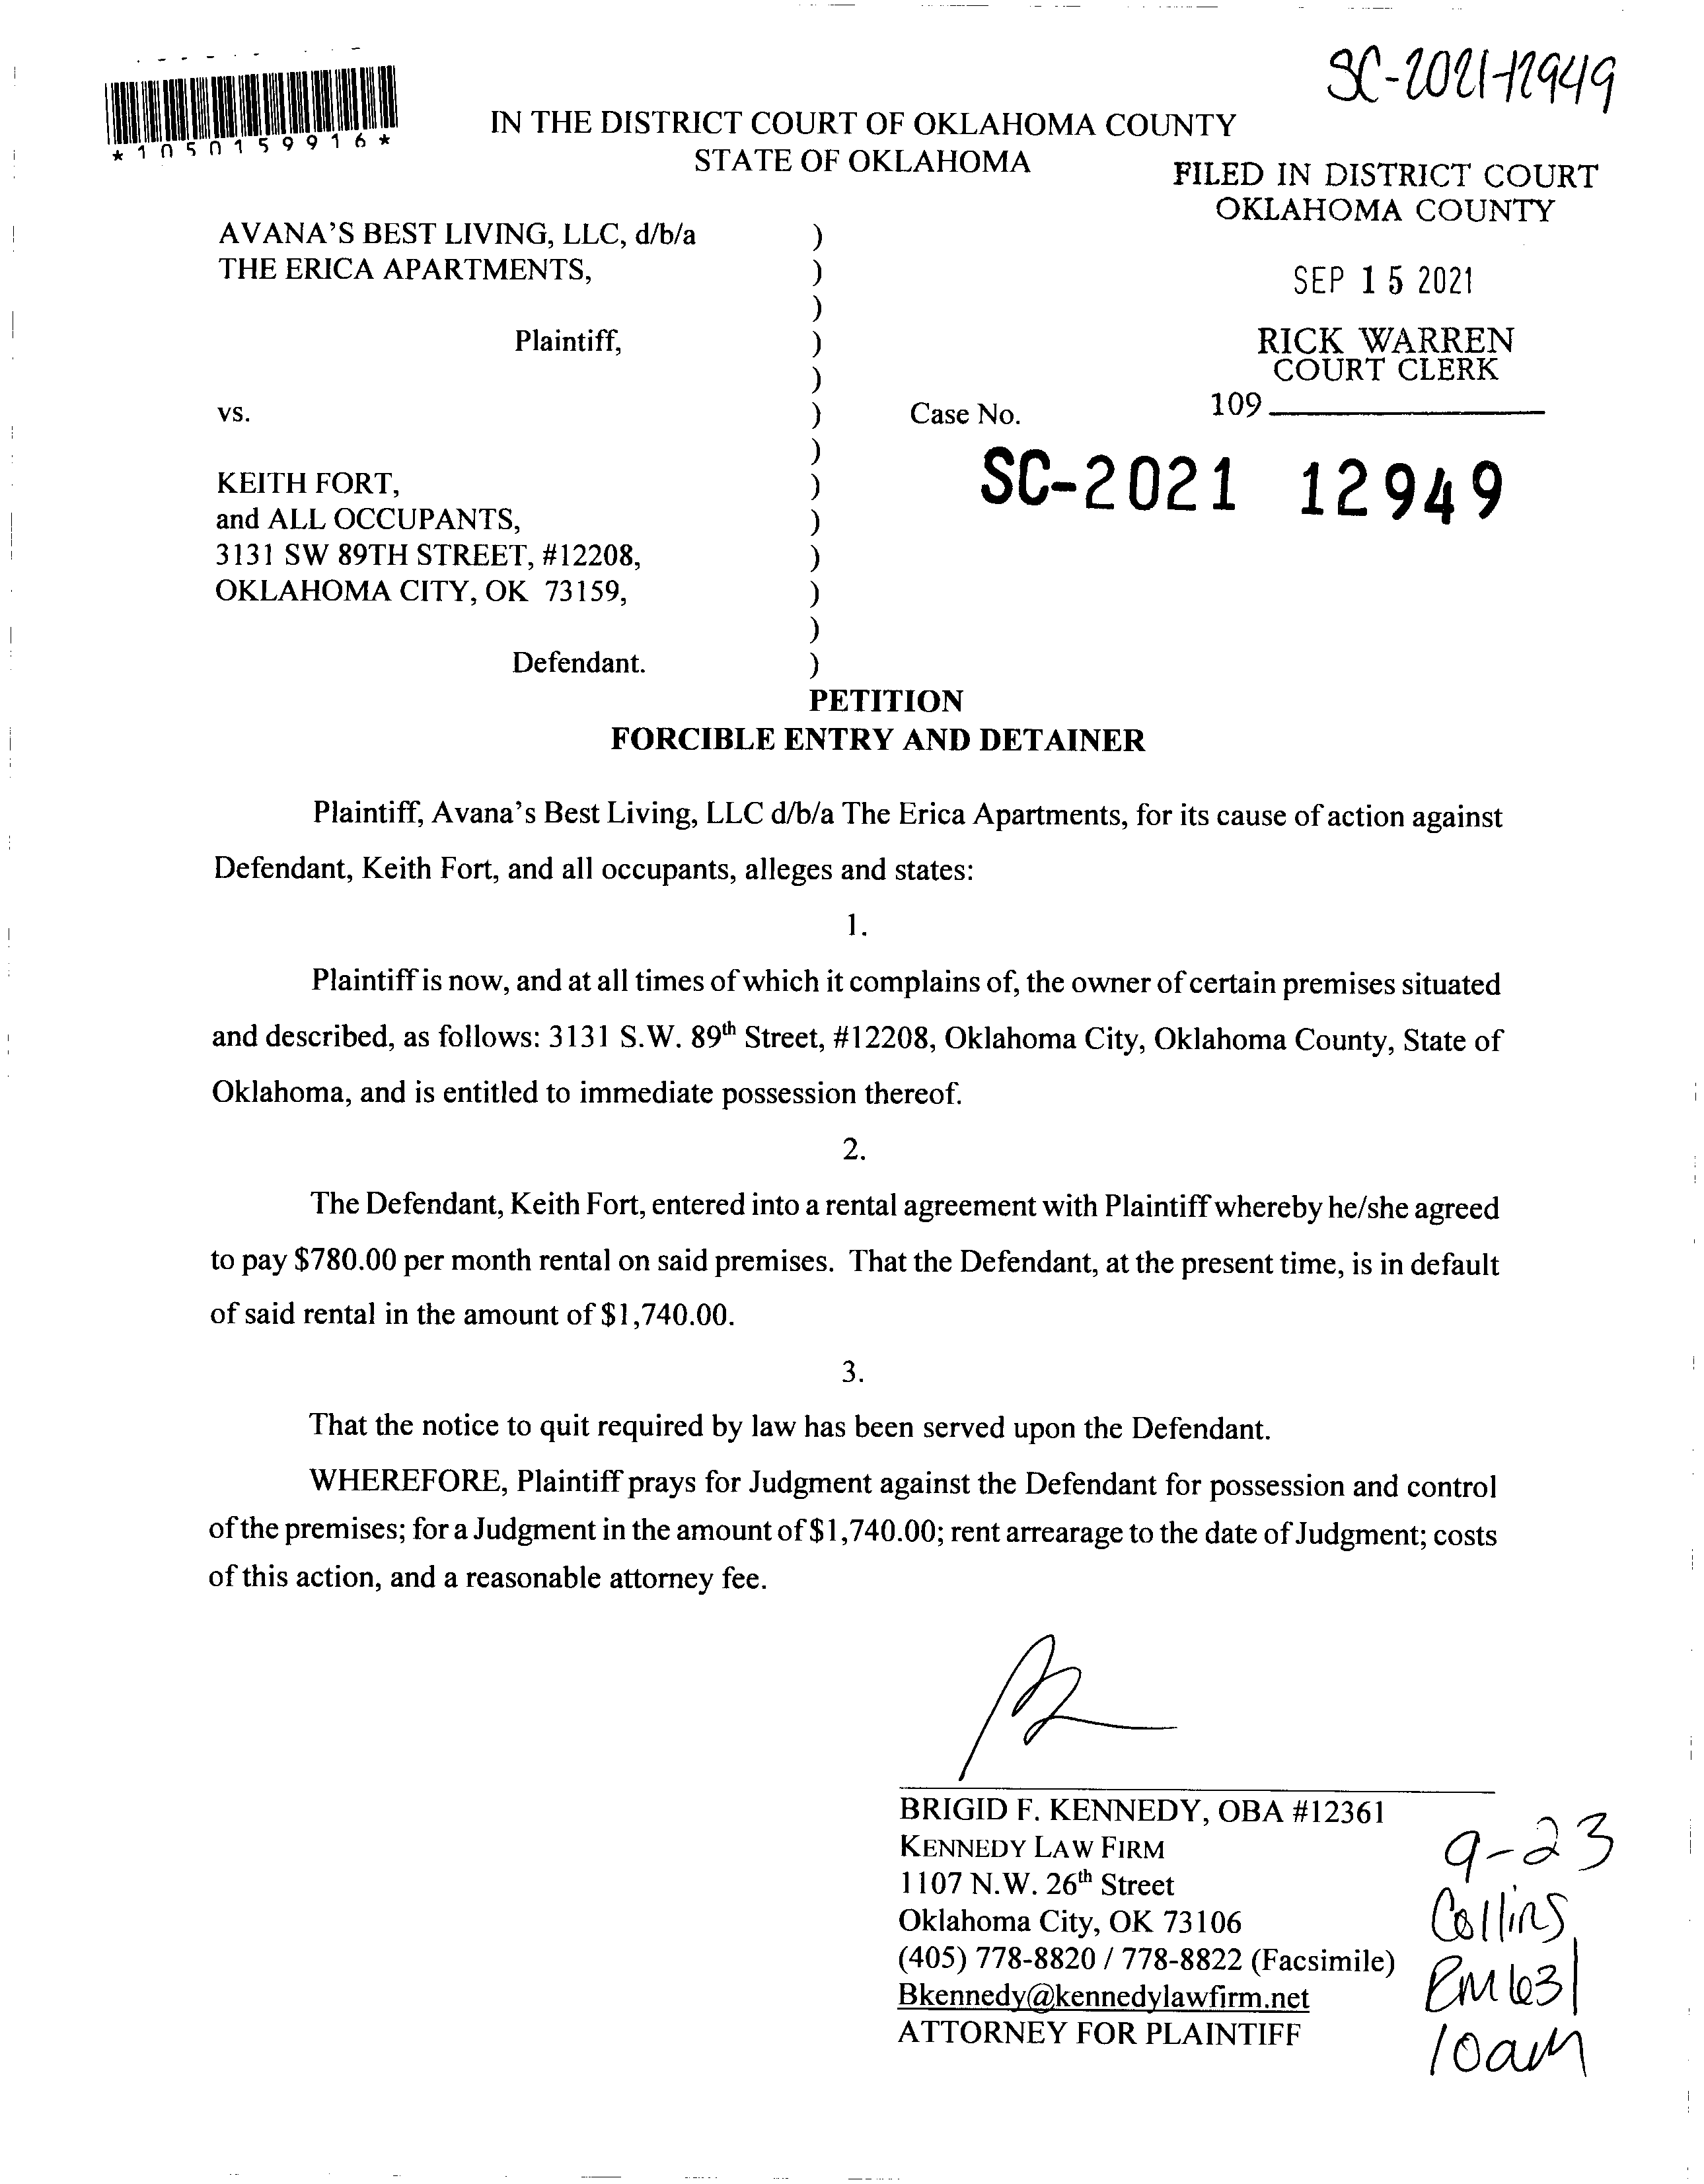 SC-2021-12949
*1050159916*
IN THE DISTRICT COURT OF OKLAHOMA COUNTY
STATE OF OKLAHOMA
FILED IN DISTRICT COURT
OKLAHOMA COUNTY
SEP 15 2021
RICK WARREN
COURT CLERK
109
AVANA'S BEST LIVING, LLC, d/b/a )
THE ERICA APARTMENTS, )
)
Plaintiff, )
)
vs. ) Case No.
)
SC-2021 12949
KEITH FORT, )
and ALL OCCUPANTS, )
3131 SW 89TH STREET, #12208, )
OKLAHOMA CITY, OK 73159, )
)
Defendant. )
PETITION
FORCIBLE ENTRY AND DETAINER
Plaintiff, Avana's Best Living, LLC d/b/a The Erica Apartments, for its cause of action against
Defendant, Keith Fort, and all occupants, alleges and states:
1.
Plaintiff is now, and at all times of which it complains of, the owner of certain premises situated
and described, as follows: 3131 S.W. 89th Street, #12208, Oklahoma City, Oklahoma County, State of
Oklahoma, and is entitled to immediate possession thereof.
2.
The Defendant, Keith Fort, entered into a rental agreement with Plaintiff whereby he/she agreed
to pay $780.00 per month rental on said premises. That the Defendant, at the present time, is in default
of said rental in the amount of $1,740.00.
3.
That the notice to quit required by law has been served upon the Defendant.
WHEREFORE, Plaintiff prays for Judgment against the Defendant for possession and control
of the premises; for a Judgment in the amount of $1,740.00; rent arrearage to the date of Judgment; costs
of this action, and a reasonable attorney fee.
BRIGID F. KENNEDY, OBA #12361
KENNEDY LAW FIRM
1107 N.W. 26th Street
Oklahoma City, OK 73106
(405) 778-8820 / 778-8822 (Facsimile)
Bkennedy@kennedylawfirm.net
ATTORNEY FOR PLAINTIFF
9-23
Collins
RM 631
10am